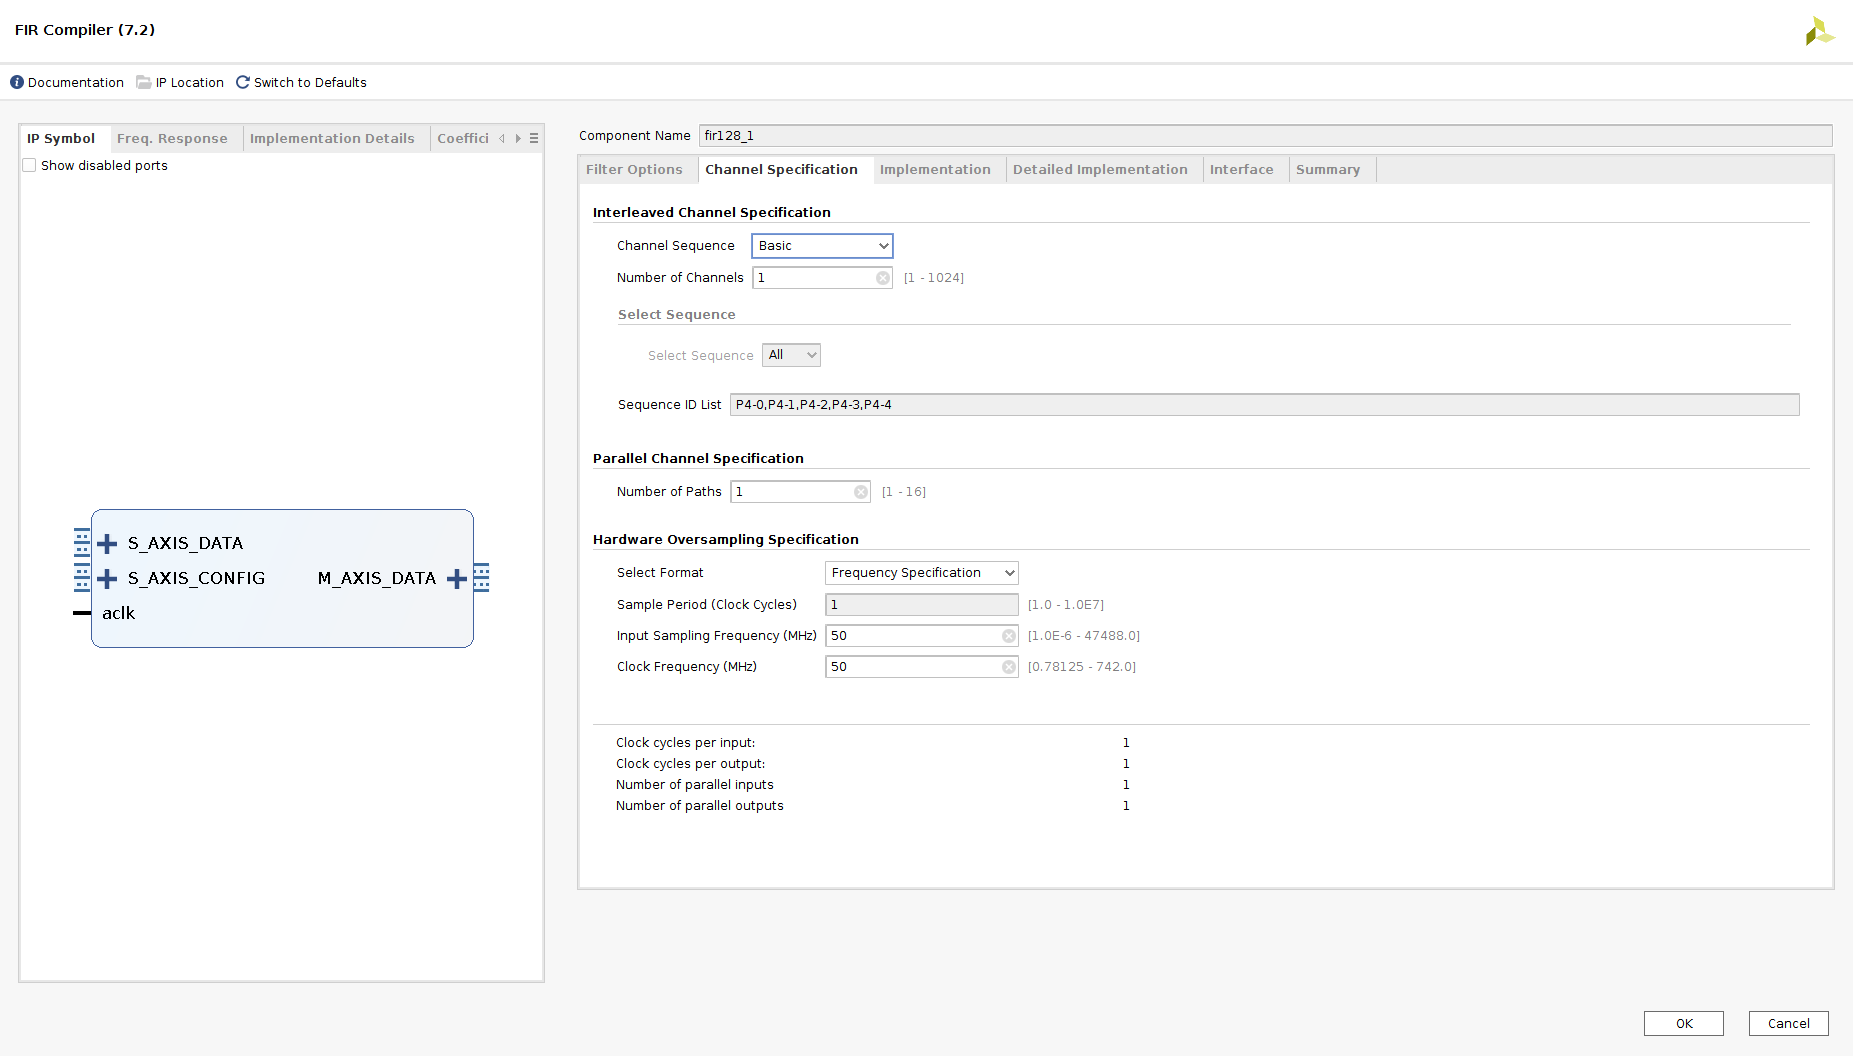 FIR Compiler (7.2)
Documentation IP Location Switch to Defaults
IP Symbol Freq. Response Implementation Details Coeffici
Show disabled ports
S_AXIS_DATA
S_AXIS_CONFIG M_AXIS_DATA
aclk
Component Name fir128_1
Filter Options Channel Specification Implementation Detailed Implementation Interface Summary
Interleaved Channel Specification
Channel Sequence Basic
Number of Channels 1 [1 - 1024]
Select Sequence
Select Sequence All
Sequence ID List P4-0,P4-1,P4-2,P4-3,P4-4
Parallel Channel Specification
Number of Paths 1 [1 - 16]
Hardware Oversampling Specification
Select Format Frequency Specification
Sample Period (Clock Cycles) 1 [1.0 - 1.0E7]
Input Sampling Frequency (MHz) 50 [1.0E-6 - 47488.0]
Clock Frequency (MHz) 50 [0.78125 - 742.0]
Clock cycles per input: 1
Clock cycles per output: 1
Number of parallel inputs 1
Number of parallel outputs 1
OK Cancel